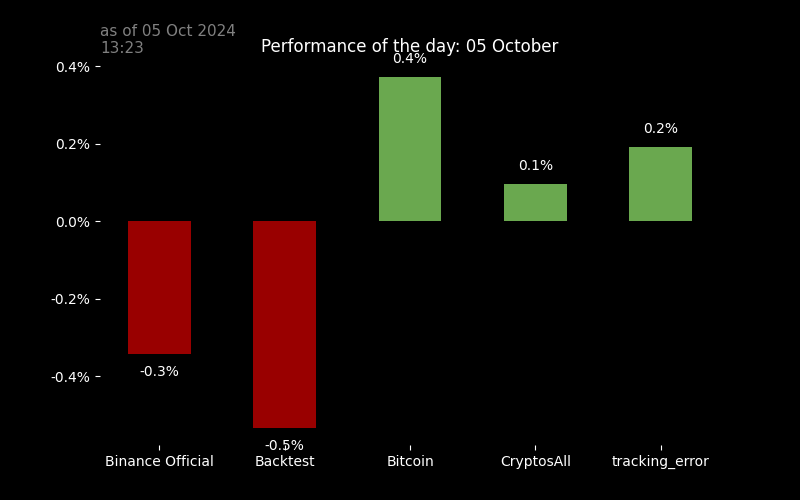 as of 05 Oct 2024
13:23
Performance of the day: 05 October
0.4%
0.2%
0.0%
-0.2%
-0.4%
-0.3%
-0.5%
0.4%
0.1%
0.2%
Binance Official
Backtest
Bitcoin
CryptosAll
tracking_error